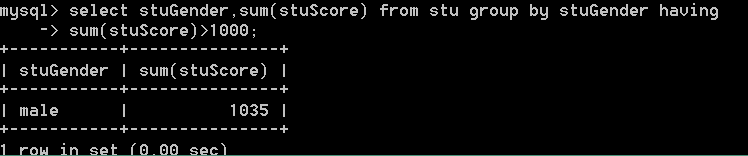 mysql> select stuGender,sum(stuScore) from stu group by stuGender having
    -> sum(stuScore)>1000;
+-----------+---------------+
| stuGender | sum(stuScore) |
+-----------+---------------+
| male      |          1035 |
+-----------+---------------+
1 row in set (0.00 sec)